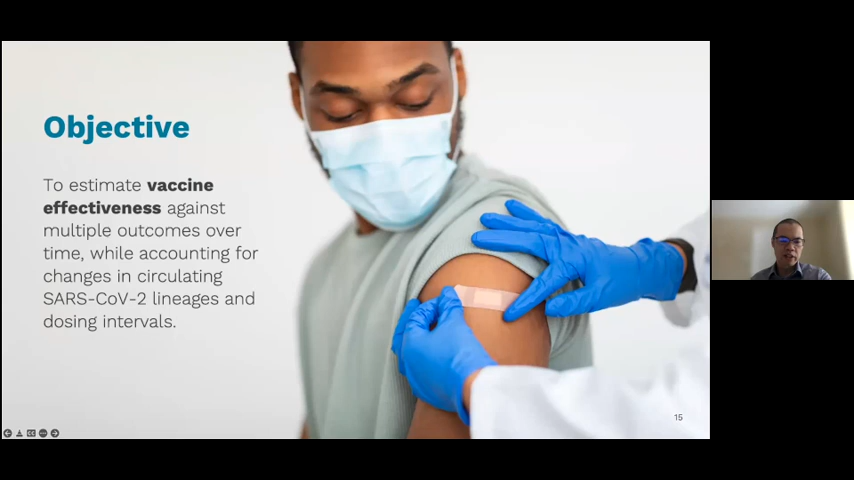 Objective
To estimate vaccine
effectiveness against
multiple outcomes over
time, while accounting for
changes in circulating
SARS-CoV-2 lineages and
dosing intervals.
15